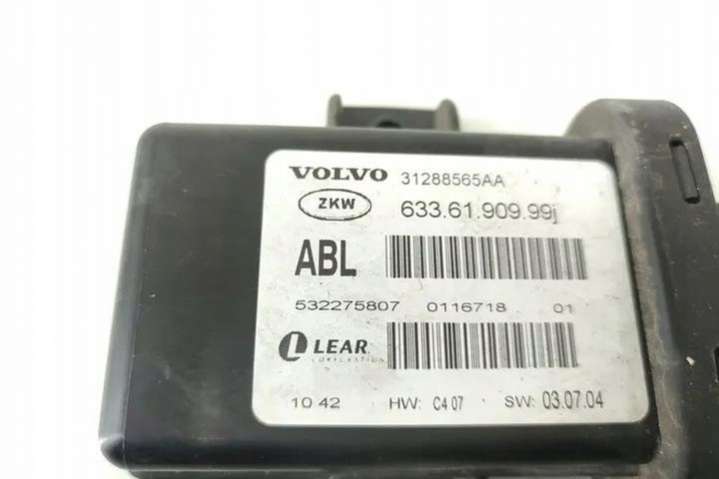 VOLVO 31288565AA
ZKW 633.61.909.99j
ABL
532275807 0116718 01
LEAR
CORPORATION
10 42 HW: C4 07 SW: 03.07.04